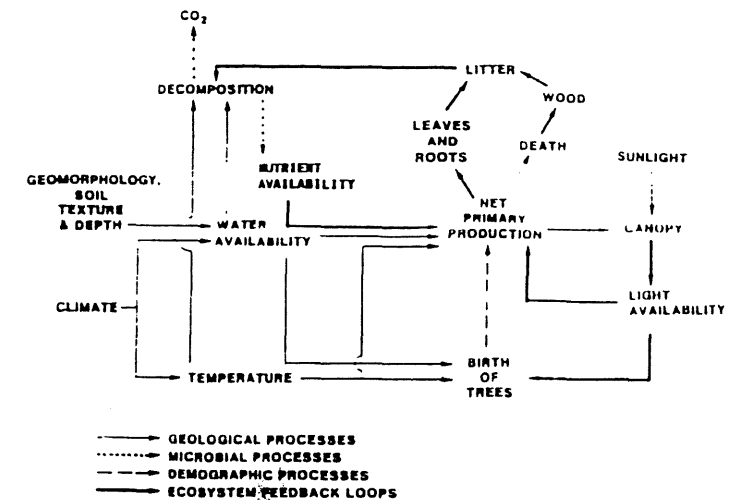 CO2
LITTER
DECOMPOSITION
WOOD
LEAVES
AND
ROOTS
DEATH
SUNLIGHT
NUTRIENT
AVAILABILITY
GEOMORPHOLOGY,
SOIL
TEXTURE
& DEPTH
NET
PRIMARY
PRODUCTION
WATER
AVAILABILITY
CANOPY
LIGHT
AVAILABILITY
CLIMATE
TEMPERATURE
BIRTH
OF
TREES
GEOLOGICAL PROCESSES
MICROBIAL PROCESSES
DEMOGRAPHIC PROCESSES
ECOSYSTEM FEEDBACK LOOPS